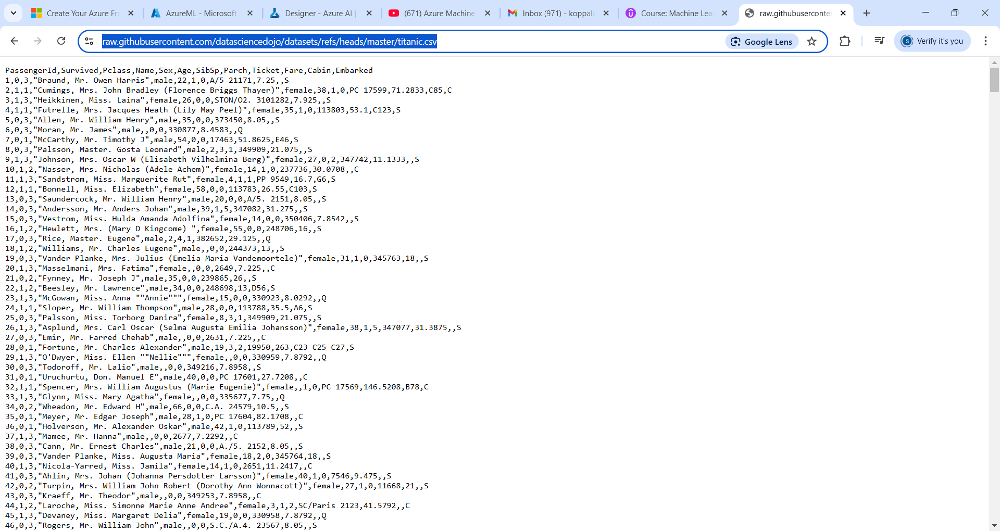 Create Your Azure Fre
AzureML - Microsoft
Designer - Azure AI |
(671) Azure Machine
Inbox (971) - koppala
Course: Machine Lea
raw.githubuserconte
raw.githubusercontent.com/datasciencedojo/datasets/refs/heads/master/titanic.csv
Google Lens
S
Verify it's you
PassengerId,Survived,Pclass,Name,Sex,Age,SibSp,Parch,Ticket,Fare,Cabin,Embarked
1,0,3,"Braund, Mr. Owen Harris",male,22,1,0,A/5 21171,7.25,,S
2,1,1,"Cumings, Mrs. John Bradley (Florence Briggs Thayer)",female,38,1,0,PC 17599,71.2833,C85,C
3,1,3,"Heikkinen, Miss. Laina",female,26,0,0,STON/O2. 3101282,7.925,,S
4,1,1,"Futrelle, Mrs. Jacques Heath (Lily May Peel)",female,35,1,0,113803,53.1,C123,S
5,0,3,"Allen, Mr. William Henry",male,35,0,0,373450,8.05,,S
6,0,3,"Moran, Mr. James",male,,0,0,330877,8.4583,,Q
7,0,1,"McCarthy, Mr. Timothy J",male,54,0,0,17463,51.8625,E46,S
8,0,3,"Palsson, Master. Gosta Leonard",male,2,3,1,349909,21.075,,S
9,1,3,"Johnson, Mrs. Oscar W (Elisabeth Vilhelmina Berg)",female,27,0,2,347742,11.1333,,S
10,1,2,"Nasser, Mrs. Nicholas (Adele Achem)",female,14,1,0,237736,30.0708,,C
11,1,3,"Sandstrom, Miss. Marguerite Rut",female,4,1,1,PP 9549,16.7,G6,S
12,1,1,"Bonnell, Miss. Elizabeth",female,58,0,0,113783,26.55,C103,S
13,0,3,"Saundercock, Mr. William Henry",male,20,0,0,A/5. 2151,8.05,,S
14,0,3,"Andersson, Mr. Anders Johan",male,39,1,5,347082,31.275,,S
15,0,3,"Vestrom, Miss. Hulda Amanda Adolfina",female,14,0,0,350406,7.8542,,S
16,1,2,"Hewlett, Mrs. (Mary D Kingcome) ",female,55,0,0,248706,16,,S
17,0,3,"Rice, Master. Eugene",male,2,4,1,382652,29.125,,Q
18,1,2,"Williams, Mr. Charles Eugene",male,,0,0,244373,13,,S
19,0,3,"Vander Planke, Mrs. Julius (Emelia Maria Vandemoortele)",female,31,1,0,345763,18,,S
20,1,3,"Masselmani, Mrs. Fatima",female,,0,0,2649,7.225,,C
21,0,2,"Fynney, Mr. Joseph J",male,35,0,0,239865,26,,S
22,1,2,"Beesley, Mr. Lawrence",male,34,0,0,248698,13,D56,S
23,1,3,"McGowan, Miss. Anna ""Annie""",female,15,0,0,330923,8.0292,,Q
24,1,1,"Sloper, Mr. William Thompson",male,28,0,0,113788,35.5,A6,S
25,0,3,"Palsson, Miss. Torborg Danira",female,8,3,1,349909,21.075,,S
26,1,3,"Asplund, Mrs. Carl Oscar (Selma Augusta Emilia Johansson)",female,38,1,5,347077,31.3875,,S
27,0,3,"Emir, Mr. Farred Chehab",male,,0,0,2631,7.225,,C
28,0,1,"Fortune, Mr. Charles Alexander",male,19,3,2,19950,263,C23 C25 C27,S
29,1,3,"O'Dwyer, Miss. Ellen ""Nellie""",female,,0,0,330959,7.8792,,Q
30,0,3,"Todoroff, Mr. Lalio",male,,0,0,349216,7.8958,,S
31,0,1,"Uruchurtu, Don. Manuel E",male,40,0,0,PC 17601,27.7208,,C
32,1,1,"Spencer, Mrs. William Augustus (Marie Eugenie)",female,,1,0,PC 17569,146.5208,B78,C
33,1,3,"Glynn, Miss. Mary Agatha",female,,0,0,335677,7.75,,Q
34,0,2,"Wheadon, Mr. Edward H",male,66,0,0,C.A. 24579,10.5,,S
35,0,1,"Meyer, Mr. Edgar Joseph",male,28,1,0,PC 17604,82.1708,,C
36,0,1,"Holverson, Mr. Alexander Oskar",male,42,1,0,113789,52,,S
37,1,3,"Mamee, Mr. Hanna",male,,0,0,2677,7.2292,,C
38,0,3,"Cann, Mr. Ernest Charles",male,21,0,0,A./5. 2152,8.05,,S
39,0,3,"Vander Planke, Miss. Augusta Maria",female,18,2,0,345764,18,,S
40,1,3,"Nicola-Yarred, Miss. Jamila",female,14,1,0,2651,11.2417,,C
41,0,3,"Ahlin, Mrs. Johan (Johanna Persdotter Larsson)",female,40,1,0,7546,9.475,,S
42,0,2,"Turpin, Mrs. William John Robert (Dorothy Ann Wonnacott)",female,27,1,0,11668,21,,S
43,0,3,"Kraeff, Mr. Theodor",male,,0,0,349253,7.8958,,C
44,1,2,"Laroche, Miss. Simonne Marie Anne Andree",female,3,1,2,SC/Paris 2123,41.5792,,C
45,1,3,"Devaney, Miss. Margaret Delia",female,19,0,0,330958,7.8792,,Q
46,0,3,"Rogers, Mr. William John",male,,0,0,S.C./A.4. 23567,8.05,,S